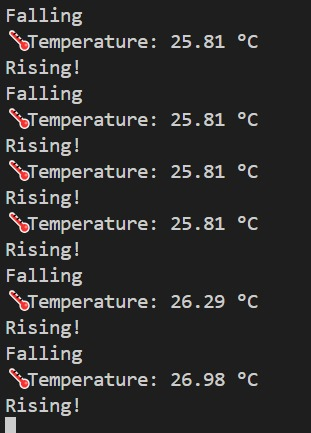 Falling
🌡Temperature: 25.81 °C
Rising!
Falling
🌡Temperature: 25.81 °C
Rising!
🌡Temperature: 25.81 °C
Rising!
🌡Temperature: 25.81 °C
Rising!
Falling
🌡Temperature: 26.29 °C
Rising!
Falling
🌡Temperature: 26.98 °C
Rising!